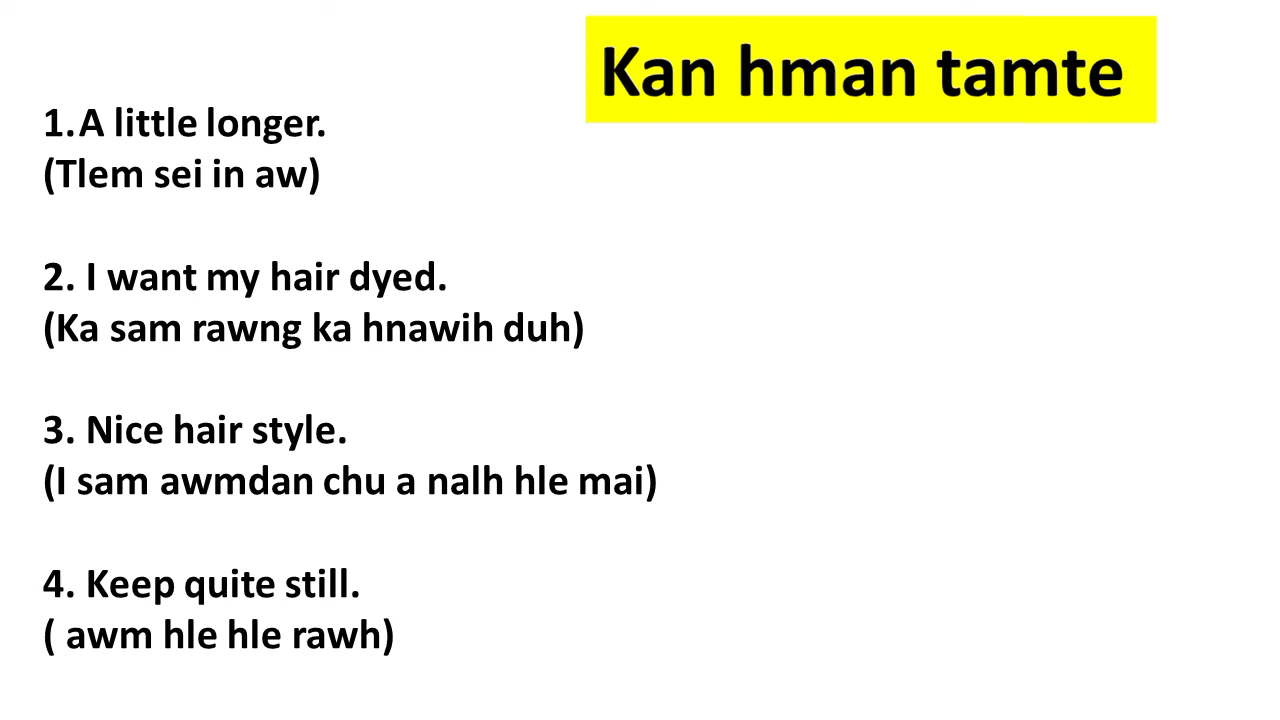 Kan hman tamte
1. A little longer.
(Tlem sei in aw)
2. I want my hair dyed.
(Ka sam rawng ka hnawih duh)
3. Nice hair style.
(I sam awmdan chu a nalh hle mai)
4. Keep quite still.
( awm hle hle rawh)